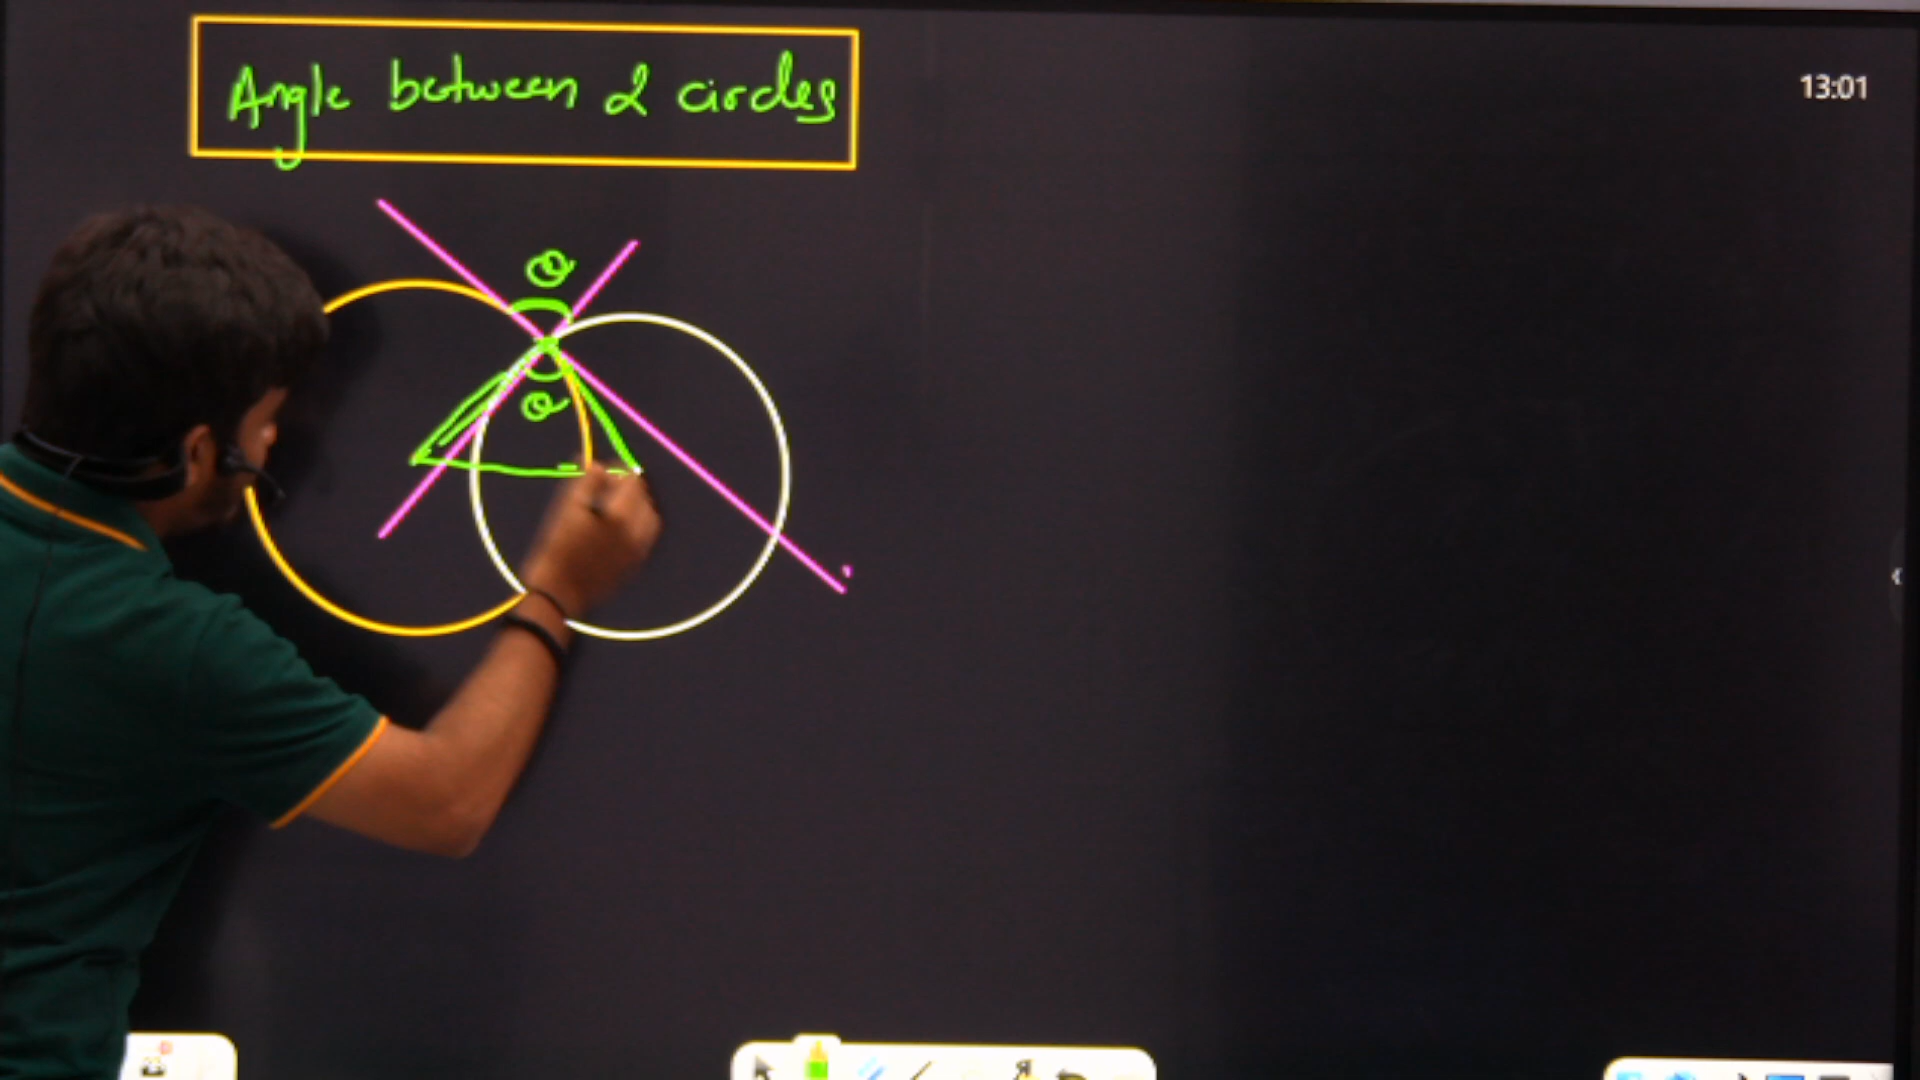 Angle between 2 circles
13:01
θ
θ